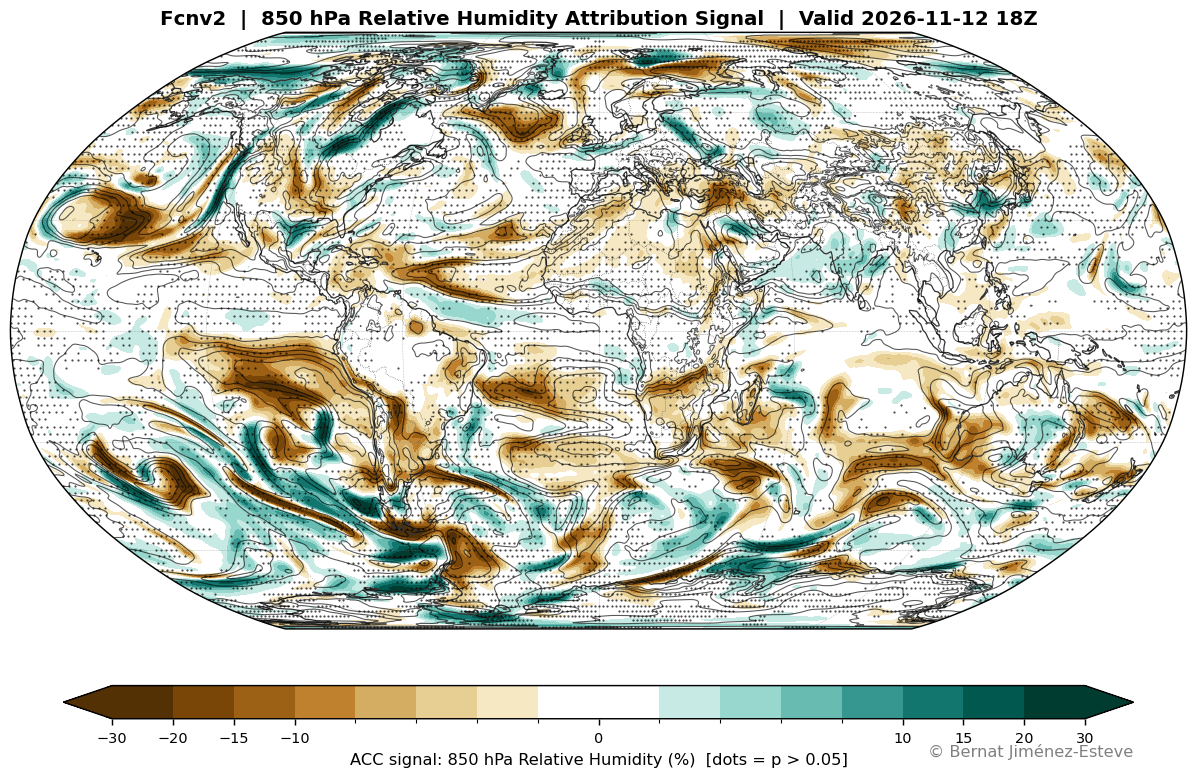 Fcnv2 | 850 hPa Relative Humidity Attribution Signal | Valid 2026-11-12 18Z
−30 −20 −15 −10 0 10 15 20 30
ACC signal: 850 hPa Relative Humidity (%) [dots = p > 0.05]
© Bernat Jiménez-Esteve